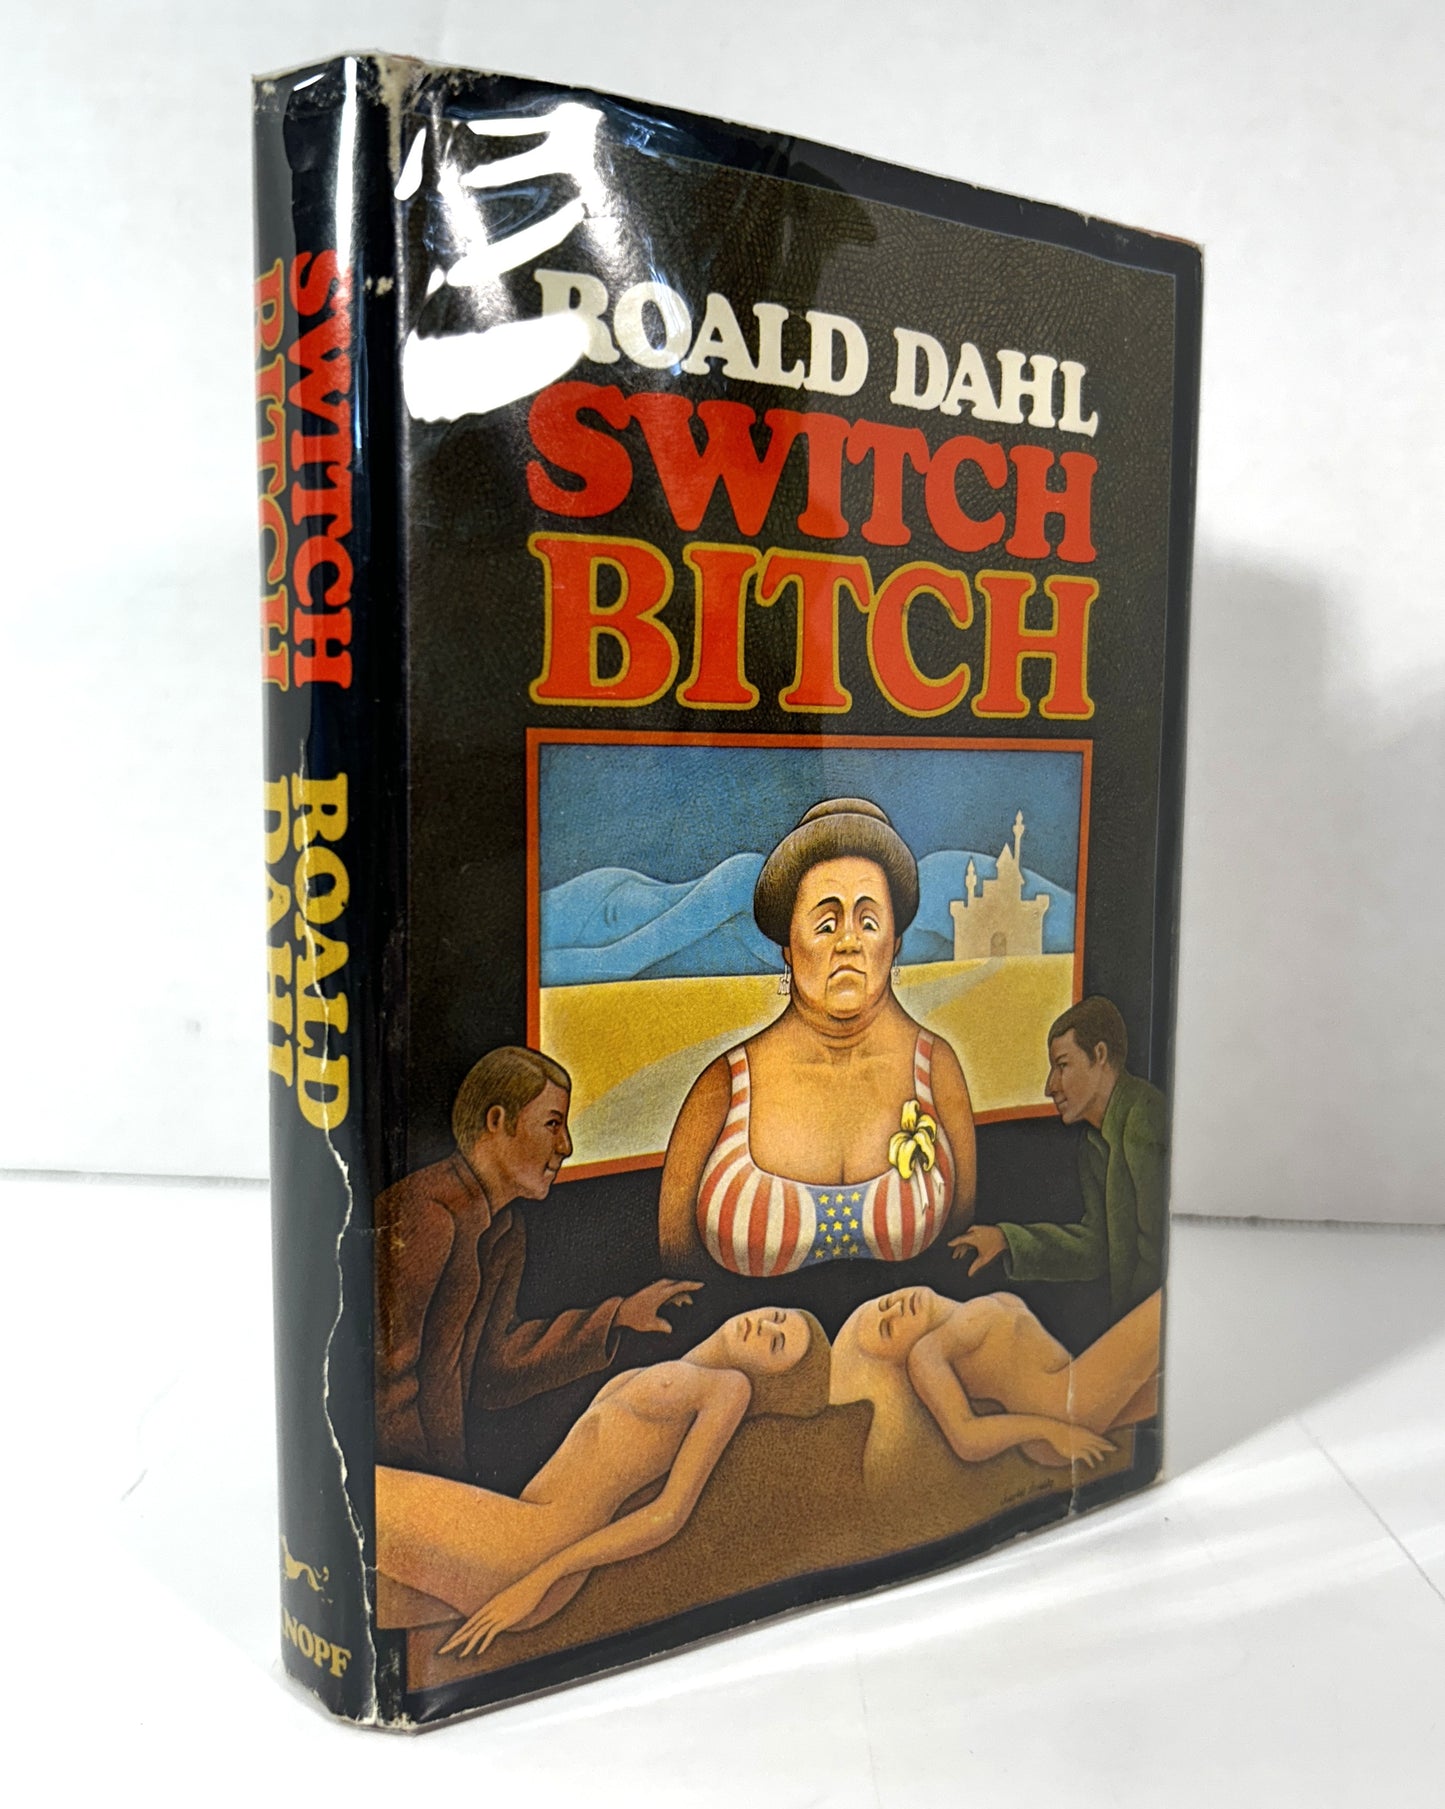 SWITCH
BITCH
ROALD
DAHL
KNOPF
ROALD DAHL
SWITCH
BITCH